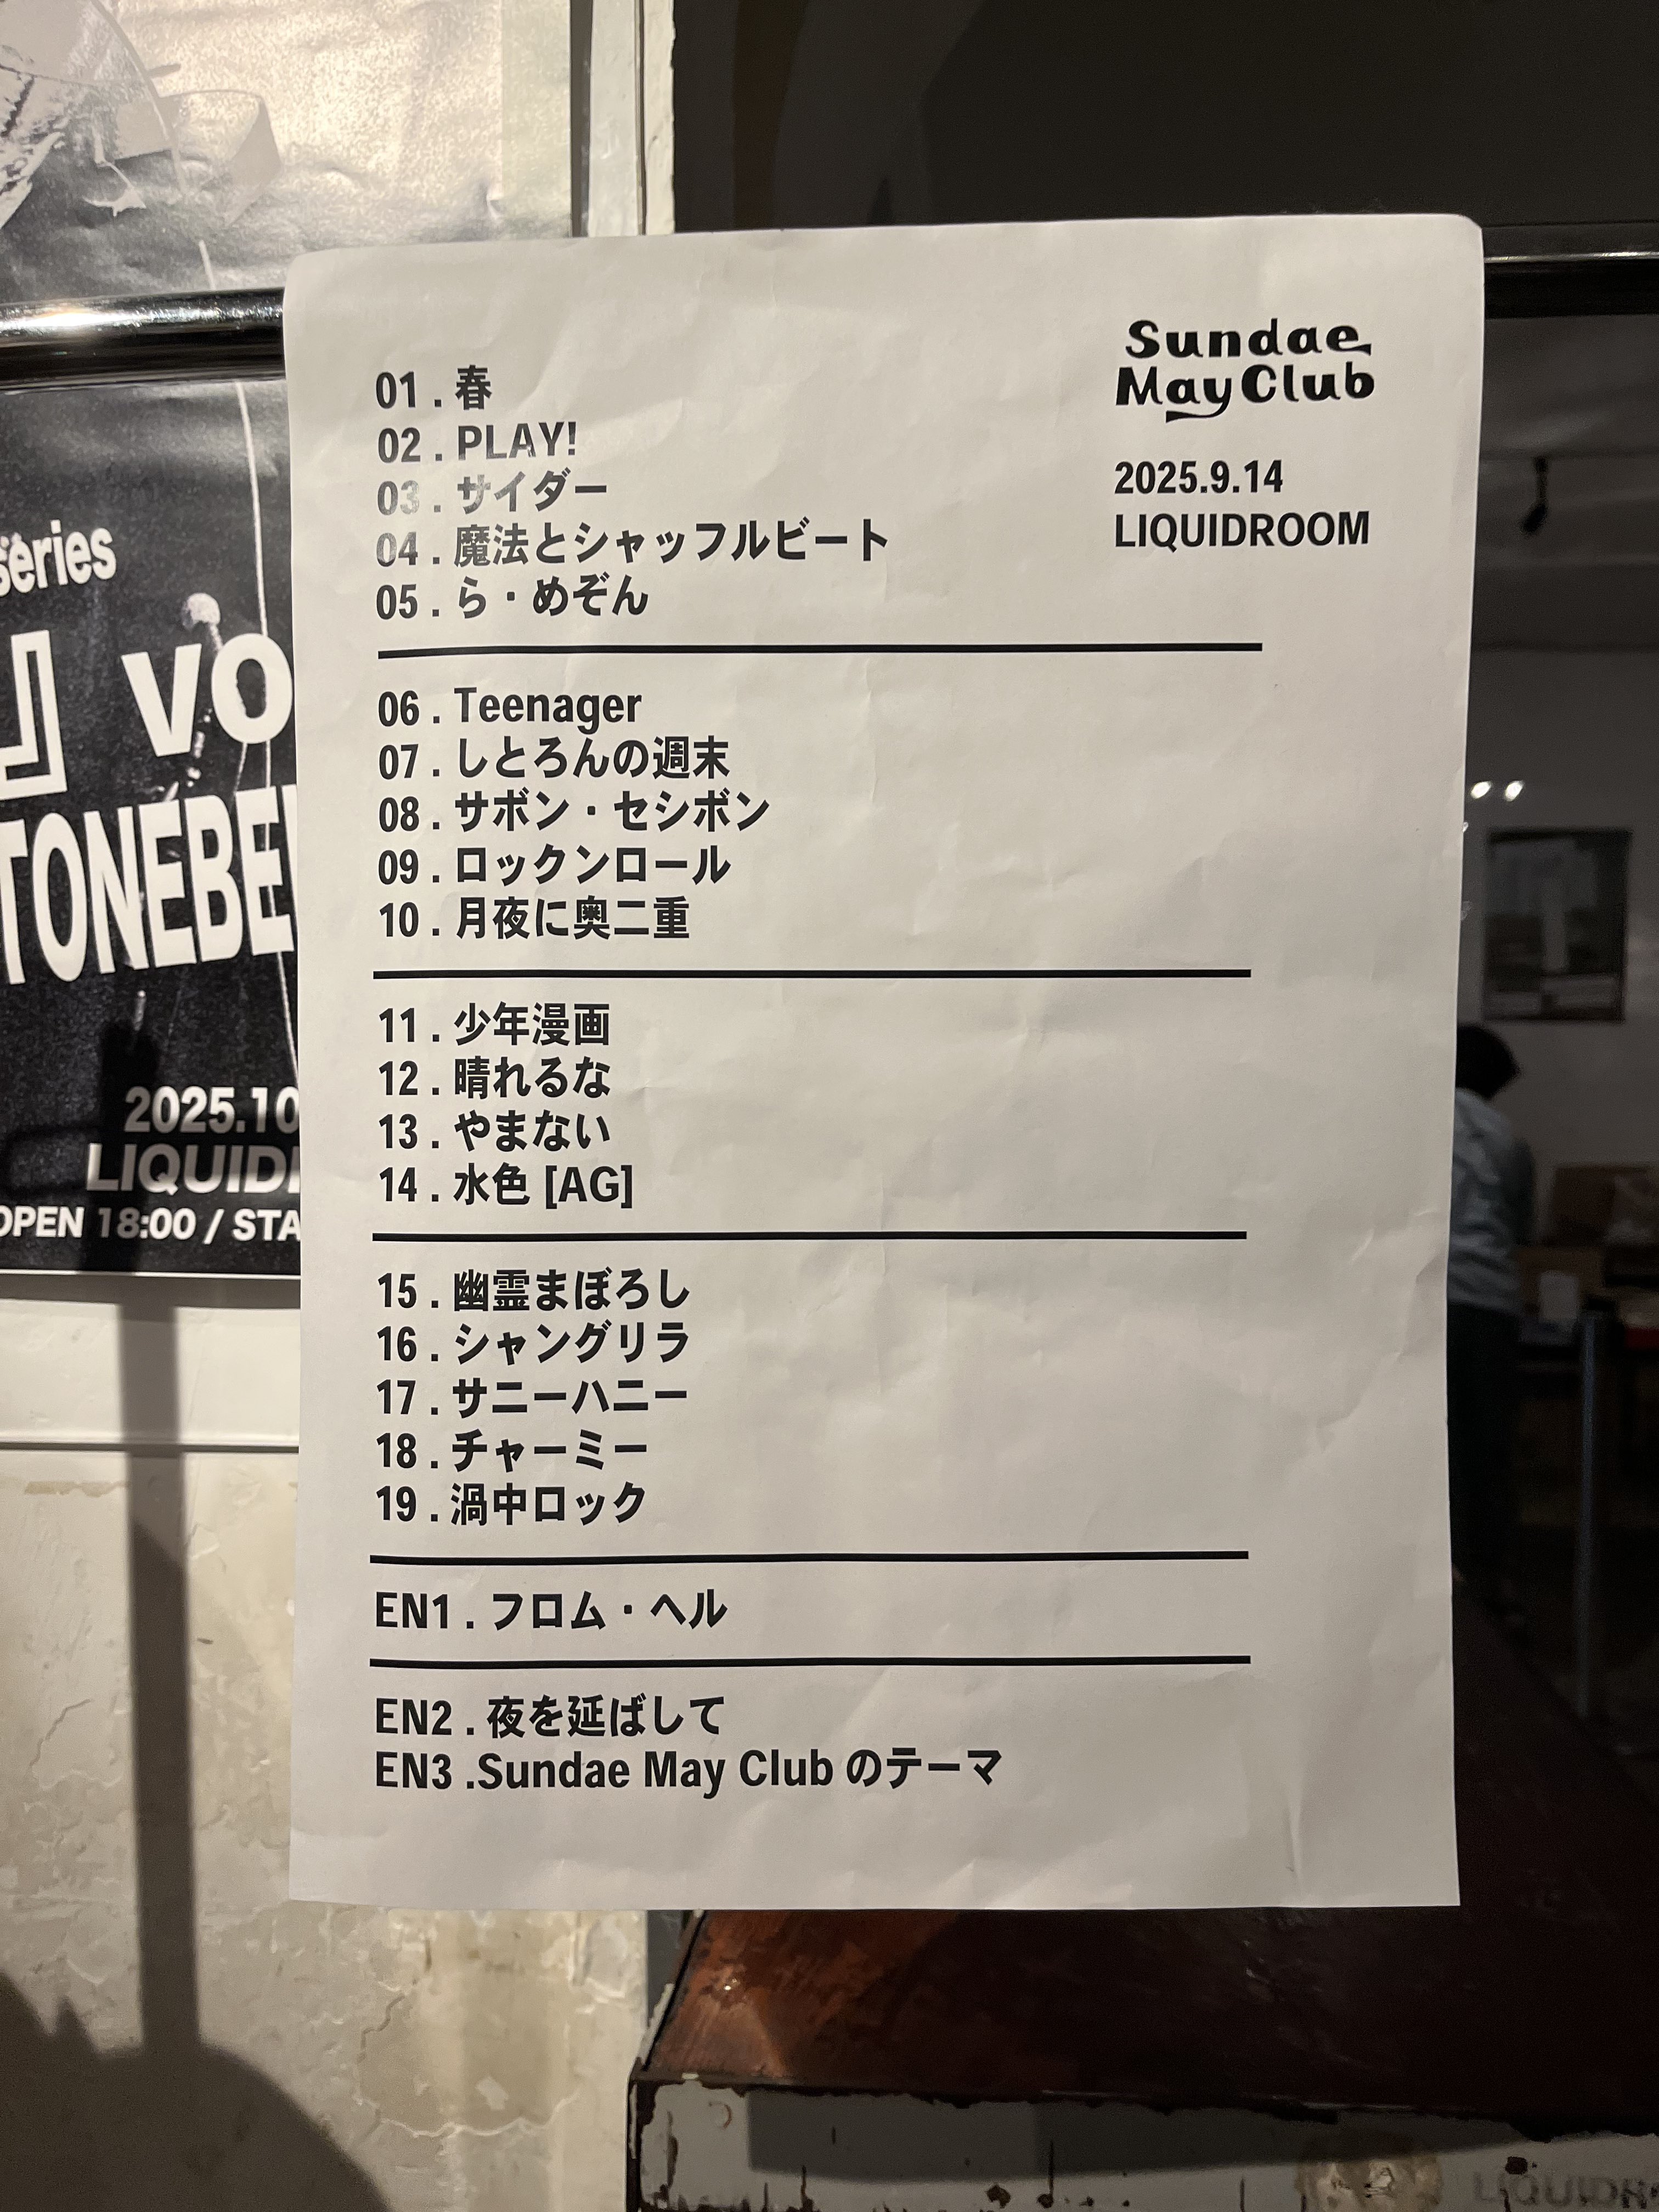 Sundae
May Club
2025.9.14
LIQUIDROOM
01 . 春
02 . PLAY!
03 . サイダー
04 . 魔法とシャッフルビート
05 . ら・めぞん
06 . Teenager
07 . しとろんの週末
08 . サボン・セシボン
09 . ロックンロール
10 . 月夜に奥二重
11 . 少年漫画
12 . 晴れるな
13 . やまない
14 . 水色 [AG]
15 . 幽霊まぼろし
16 . シャングリラ
17 . サニーハニー
18 . チャーミー
19 . 渦中ロック
EN1 . フロム・ヘル
EN2 . 夜を延ばして
EN3 .Sundae May Club のテーマ
series
』 vo
TONEBE
2025.10
LIQUID
OPEN 18:00 / STA